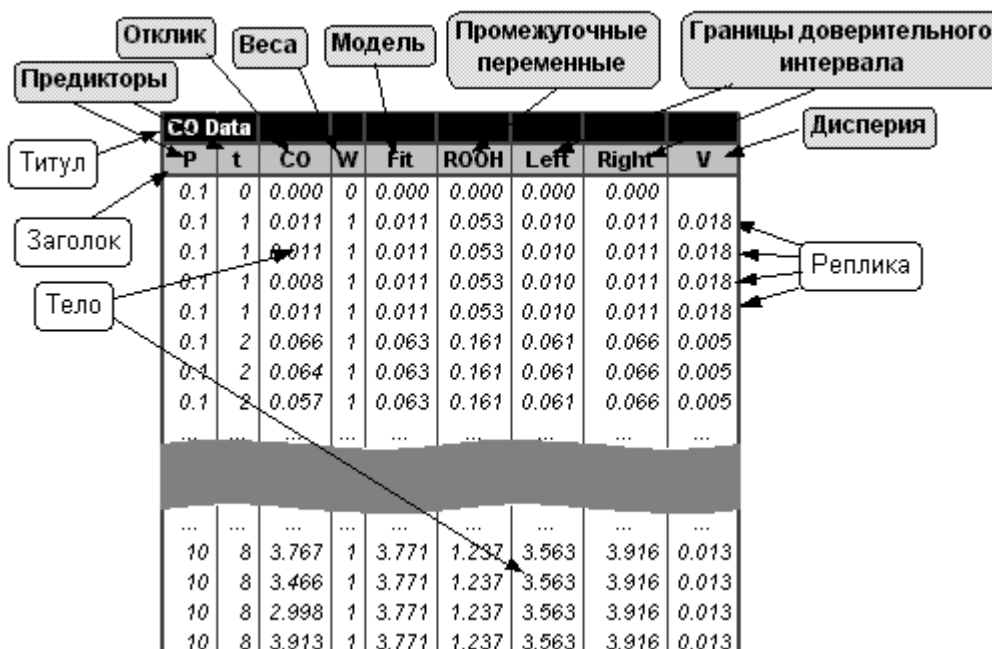 Отклик
Веса
Модель
Промежуточные
переменные
Границы доверительного
интервала
Предикторы
Дисперия
Титул
Заголок
Тело
Реплика
CO Data
P t CO W Fit ROOH Left Right V
0.1 0 0.000 0 0.000 0.000 0.000 0.000
0.1 1 0.011 1 0.011 0.053 0.010 0.011 0.018
0.1 1 0.011 1 0.011 0.053 0.010 0.011 0.018
0.1 1 0.008 1 0.011 0.053 0.010 0.011 0.018
0.1 1 0.011 1 0.011 0.053 0.010 0.011 0.018
0.1 2 0.066 1 0.063 0.161 0.061 0.066 0.005
0.1 2 0.064 1 0.063 0.161 0.061 0.066 0.005
0.1 2 0.057 1 0.063 0.161 0.061 0.066 0.005
... ... ... ... ... ... ... ... ...
... ... ... ... ... ... ... ... ...
10 8 3.767 1 3.771 1.237 3.563 3.916 0.013
10 8 3.466 1 3.771 1.237 3.563 3.916 0.013
10 8 2.998 1 3.771 1.237 3.563 3.916 0.013
10 8 3.913 1 3.771 1.237 3.563 3.916 0.013